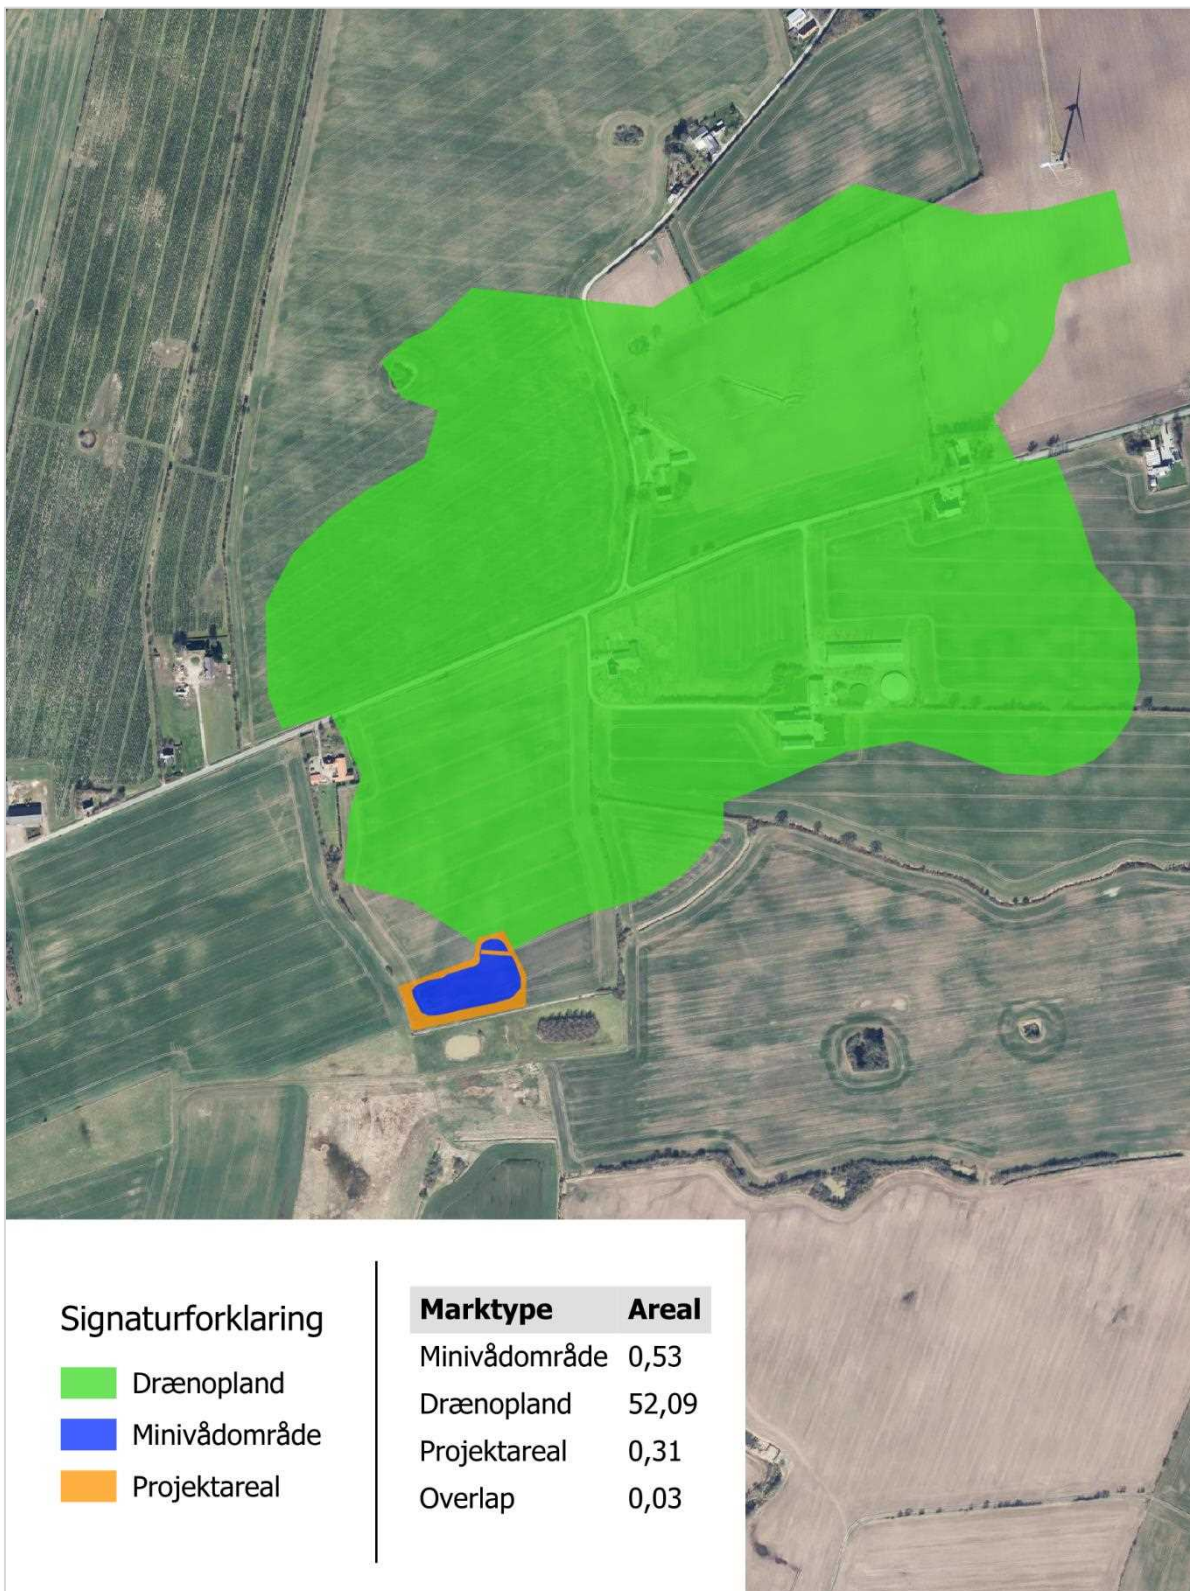 Signaturforklaring
Drænopland
Minivådområde
Projektareal
Marktype Areal
Minivådområde 0,53
Drænopland 52,09
Projektareal 0,31
Overlap 0,03